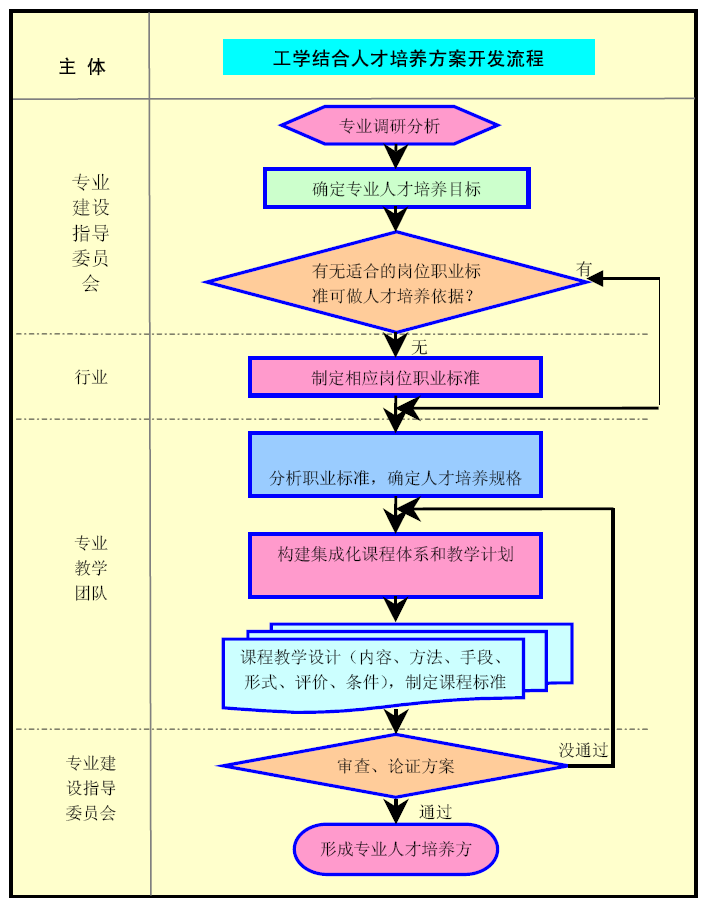 主 体
工学结合人才培养方案开发流程
专业
建设
指导
委员
会
专业调研分析
确定专业人才培养目标
有无适合的岗位职业标
准可做人才培养依据？
有
无
行业
制定相应岗位职业标准
专业
教学
团队
分析职业标准，确定人才培养规格
构建集成化课程体系和教学计划
课程教学设计（内容、方法、手段、
形式、评价、条件），制定课程标准
专业建
设指导
委员会
没通过
审查、论证方案
通过
形成专业人才培养方